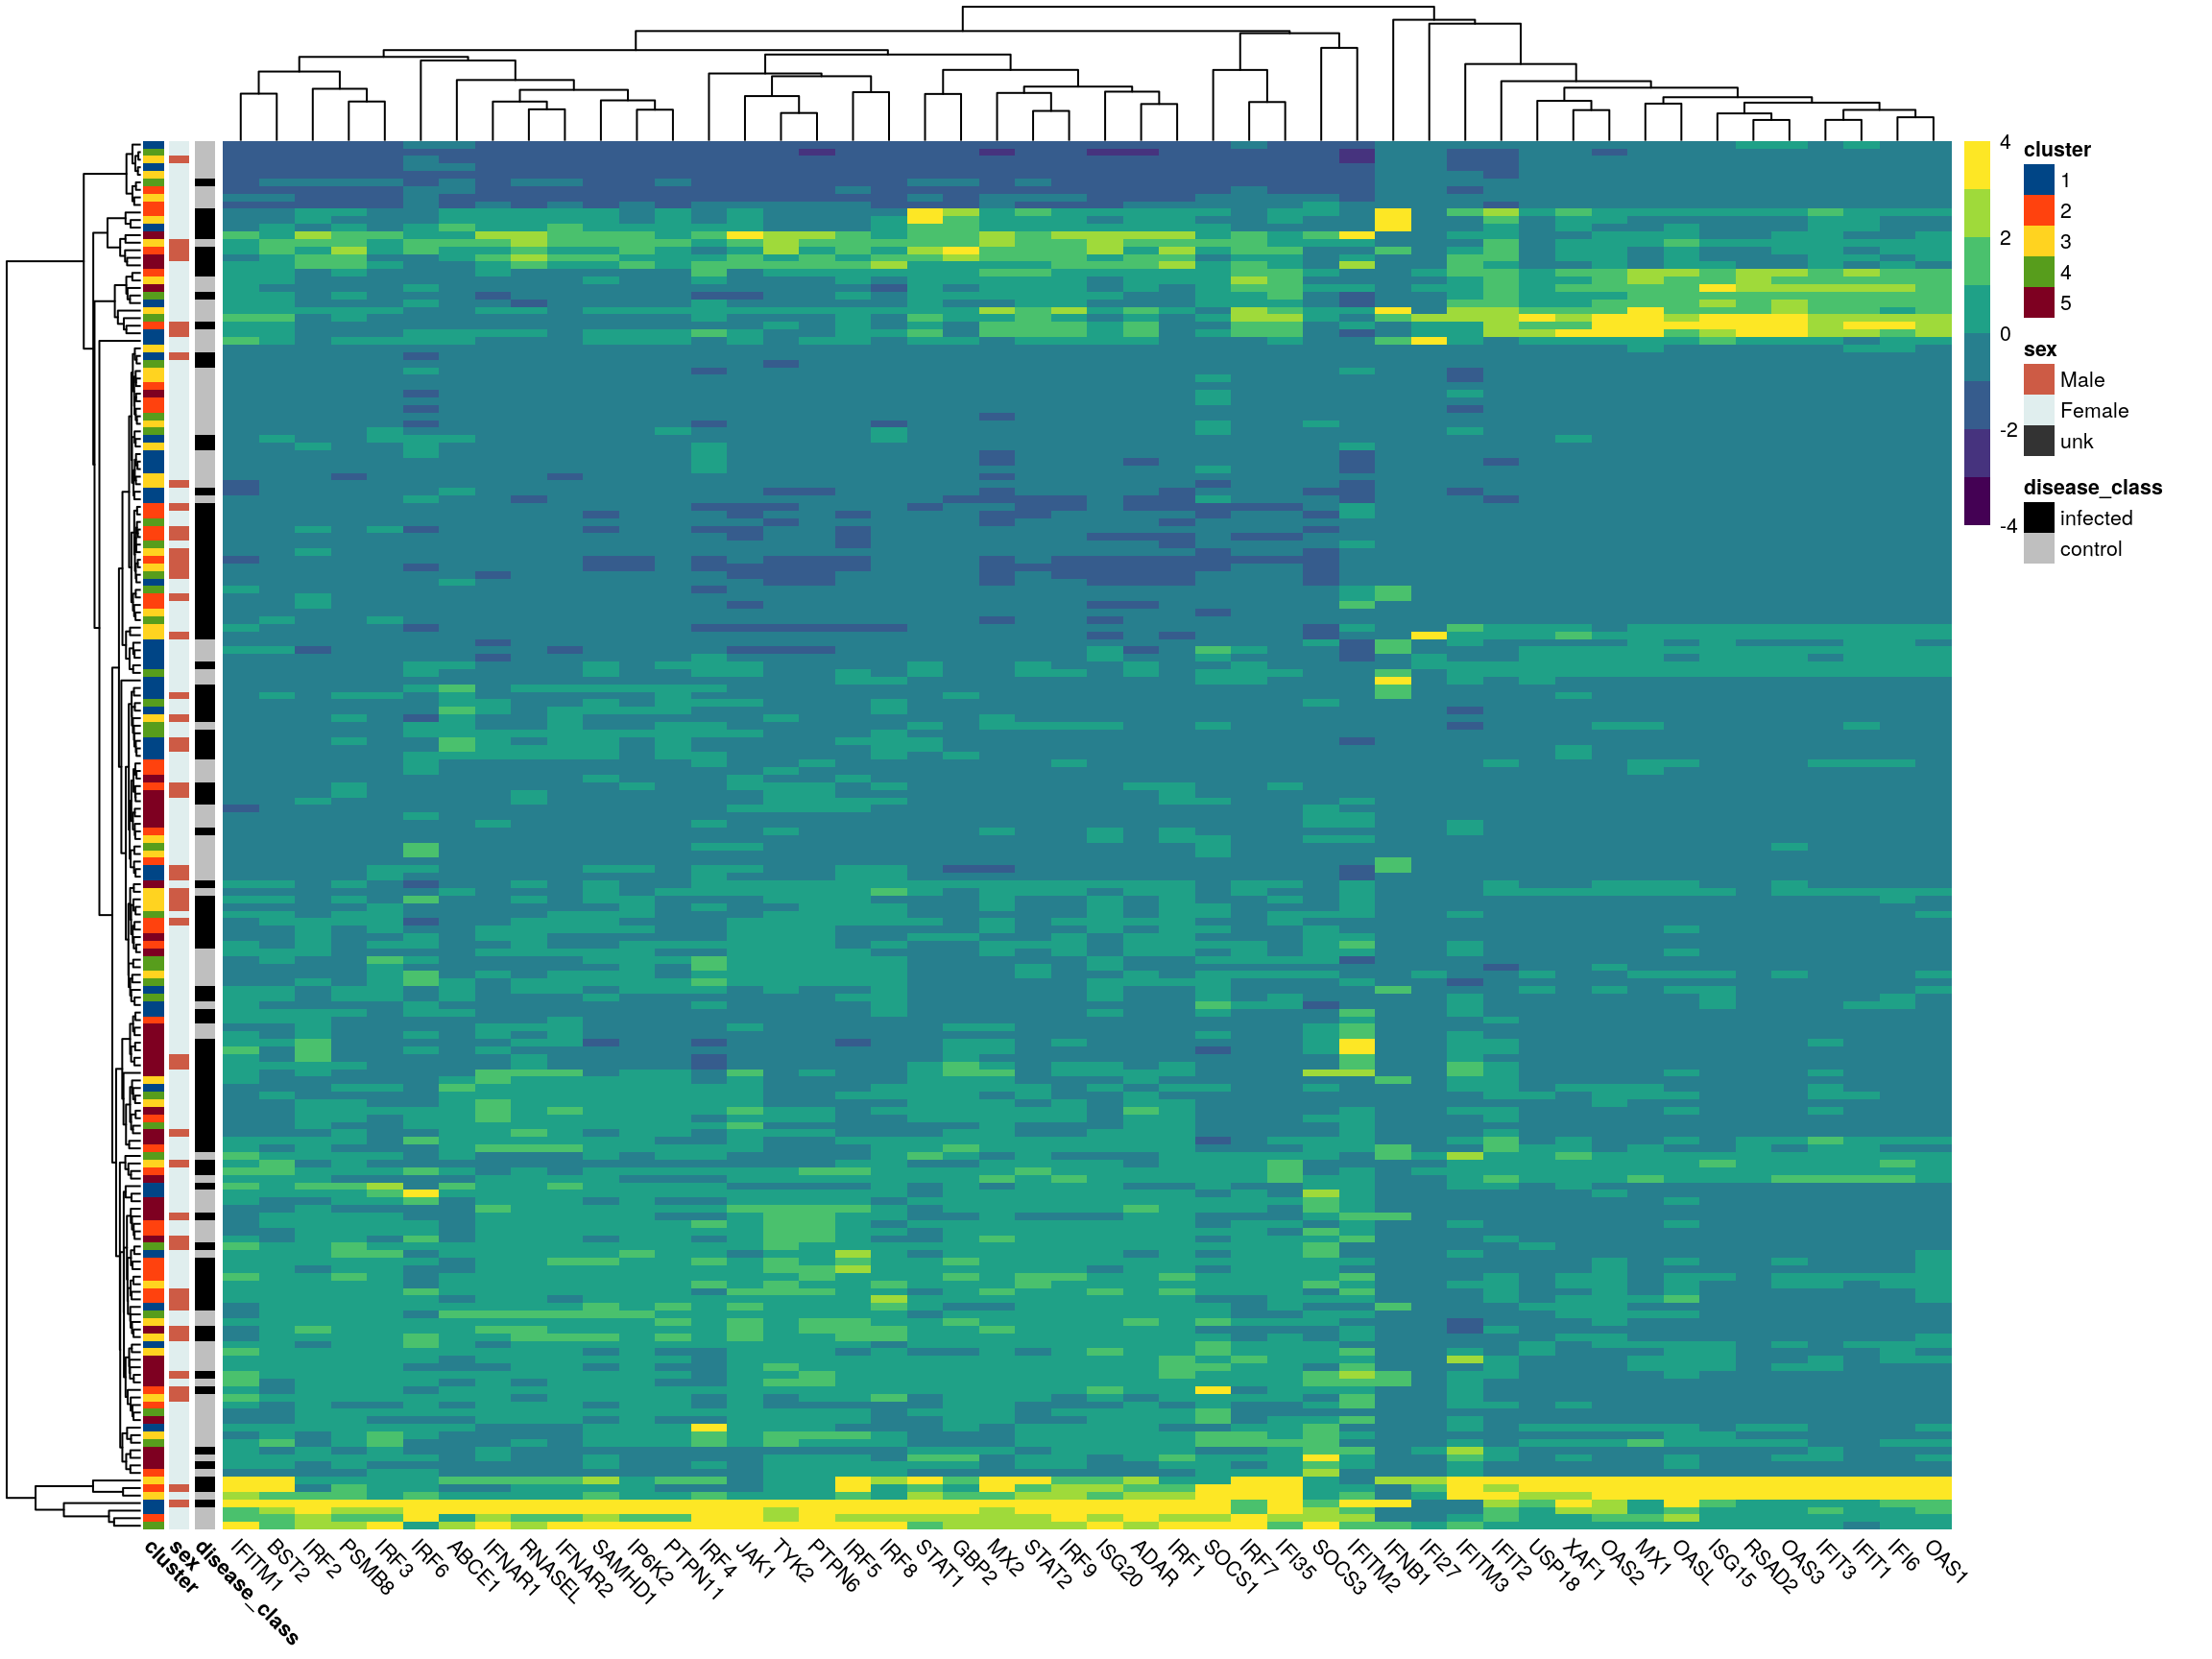 4
2
0
-2
-4
cluster
1
2
3
4
5
sex
Male
Female
unk
disease_class
infected
control
cluster
sex
disease_class
IFITM1
BST2
IRF2
PSMB8
IRF3
IRF6
ABCE1
IFNAR1
RNASEL
IFNAR2
SAMHD1
IP6K2
PTPN11
IRF4
JAK1
TYK2
PTPN6
IRF5
IRF8
STAT1
GBP2
MX2
STAT2
IRF9
ISG20
ADAR
IRF1
SOCS1
IRF7
IFI35
SOCS3
IFITM2
IFNB1
IFI27
IFITM3
IFIT2
USP18
XAF1
OAS2
MX1
OASL
ISG15
RSAD2
OAS3
IFIT3
IFIT1
IFI6
OAS1